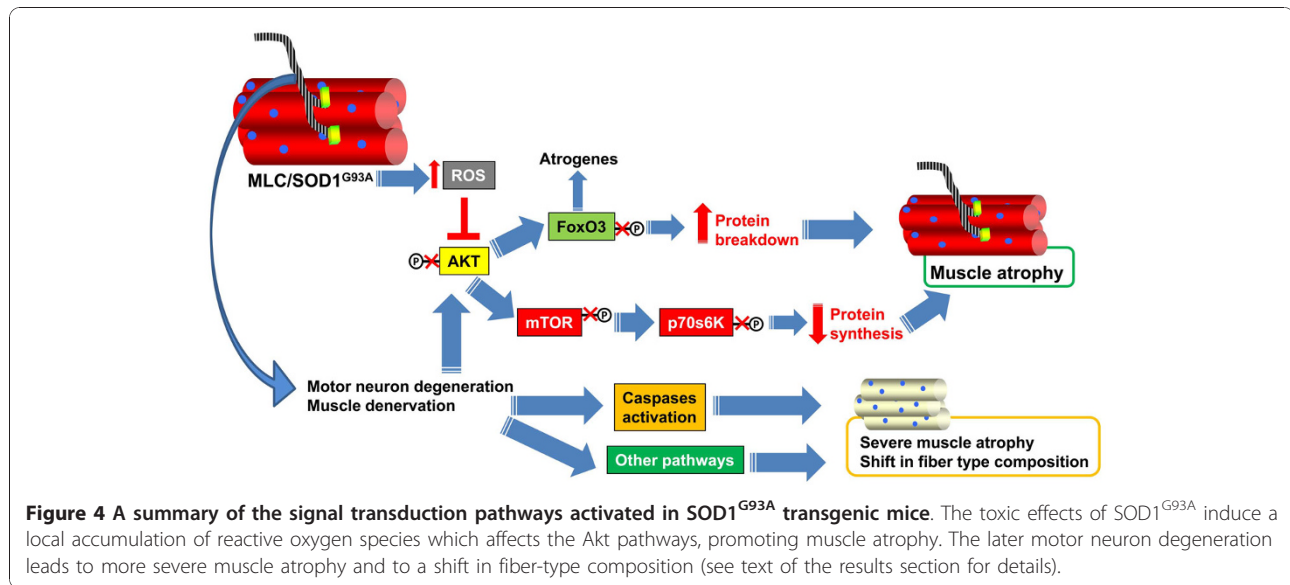 MLC/SOD1G93A
ROS
Atrogenes
FoxO3
P
Protein
breakdown
P
AKT
Muscle atrophy
mTOR
P
p70s6K
P
Protein
synthesis
Motor neuron degeneration
Muscle denervation
Caspases
activation
Other pathways
Severe muscle atrophy
Shift in fiber type composition
Figure 4 A summary of the signal transduction pathways activated in SOD1G93A transgenic mice. The toxic effects of SOD1G93A induce a
local accumulation of reactive oxygen species which affects the Akt pathways, promoting muscle atrophy. The later motor neuron degeneration
leads to more severe muscle atrophy and to a shift in fiber-type composition (see text of the results section for details).